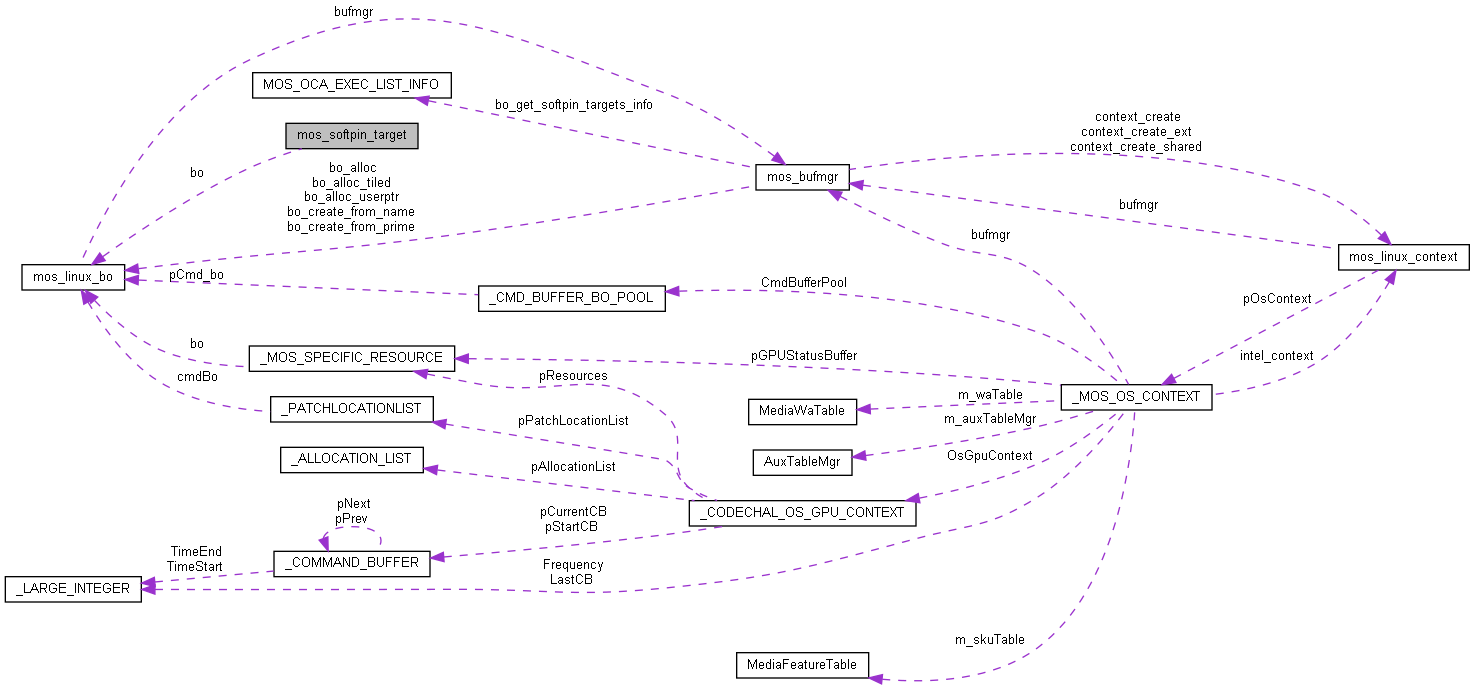 bufmgr
MOS_OCA_EXEC_LIST_INFO
bo_get_softpin_targets_info
mos_softpin_target
context_create
context_create_ext
context_create_shared
bo
bo_alloc
bo_alloc_tiled
bo_alloc_userptr
bo_create_from_name
bo_create_from_prime
mos_bufmgr
bufmgr
bufmgr
mos_linux_context
mos_linux_bo
pCmd_bo
_CMD_BUFFER_BO_POOL
CmdBufferPool
pOsContext
bo
_MOS_SPECIFIC_RESOURCE
pGPUStatusBuffer
intel_context
cmdBo
pResources
_PATCHLOCATIONLIST
MediaWaTable
m_waTable
_MOS_OS_CONTEXT
pPatchLocationList
m_auxTableMgr
_ALLOCATION_LIST
pAllocationList
AuxTableMgr
OsGpuContext
pNext
pPrev
pCurrentCB
pStartCB
_CODECHAL_OS_GPU_CONTEXT
TimeEnd
TimeStart
_COMMAND_BUFFER
Frequency
LastCB
_LARGE_INTEGER
m_skuTable
MediaFeatureTable